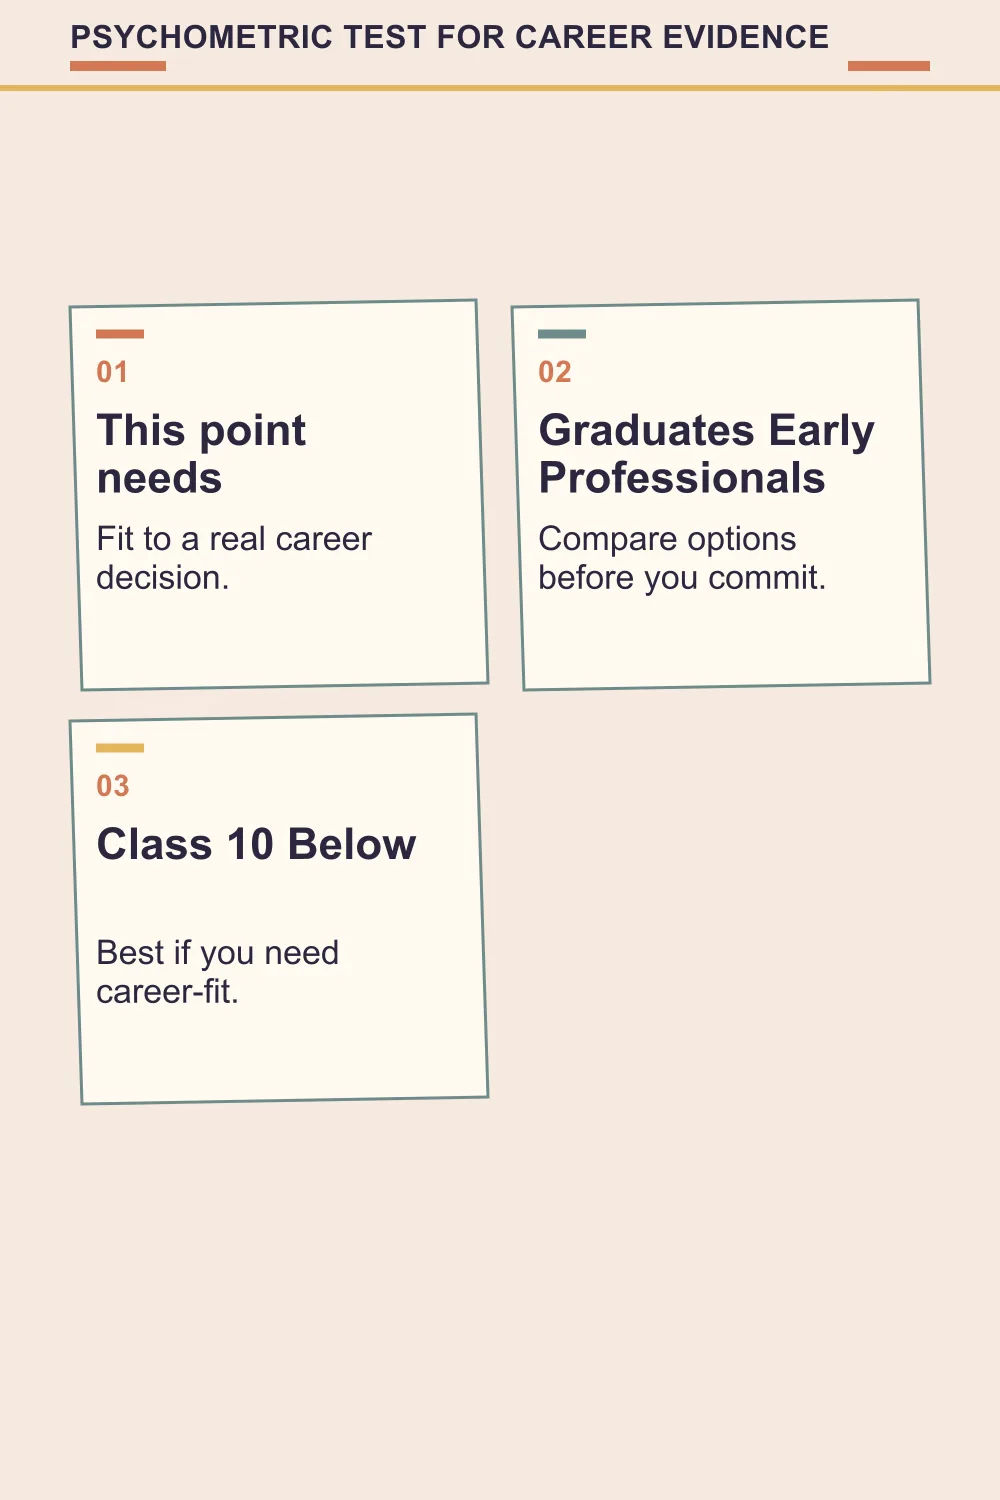 PSYCHOMETRIC TEST FOR CAREER EVIDENCE
01
This point
needs
Fit to a real career
decision.
02
Graduates Early
Professionals
Compare options
before you commit.
03
Class 10 Below
Best if you need
career-fit.